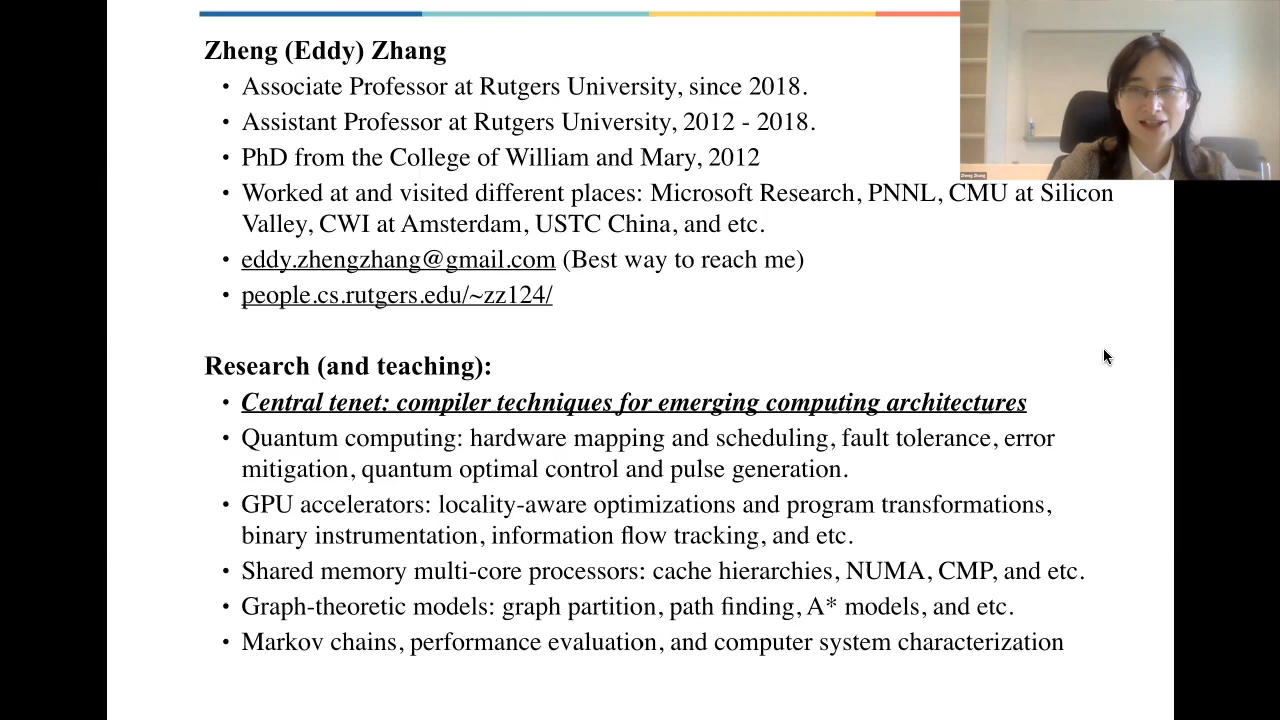 Zheng (Eddy) Zhang
• Associate Professor at Rutgers University, since 2018.
• Assistant Professor at Rutgers University, 2012 - 2018.
• PhD from the College of William and Mary, 2012
• Worked at and visited different places: Microsoft Research, PNNL, CMU at Silicon
Valley, CWI at Amsterdam, USTC China, and etc.
• eddy.zhengzhang@gmail.com (Best way to reach me)
• people.cs.rutgers.edu/~zz124/
Research (and teaching):
• Central tenet: compiler techniques for emerging computing architectures
• Quantum computing: hardware mapping and scheduling, fault tolerance, error
mitigation, quantum optimal control and pulse generation.
• GPU accelerators: locality-aware optimizations and program transformations,
binary instrumentation, information flow tracking, and etc.
• Shared memory multi-core processors: cache hierarchies, NUMA, CMP, and etc.
• Graph-theoretic models: graph partition, path finding, A* models, and etc.
• Markov chains, performance evaluation, and computer system characterization
Zheng Zhang